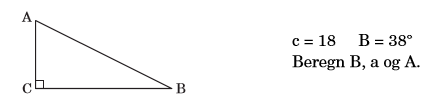 A
c = 18 B = 38°
Beregn B, a og A.
C B